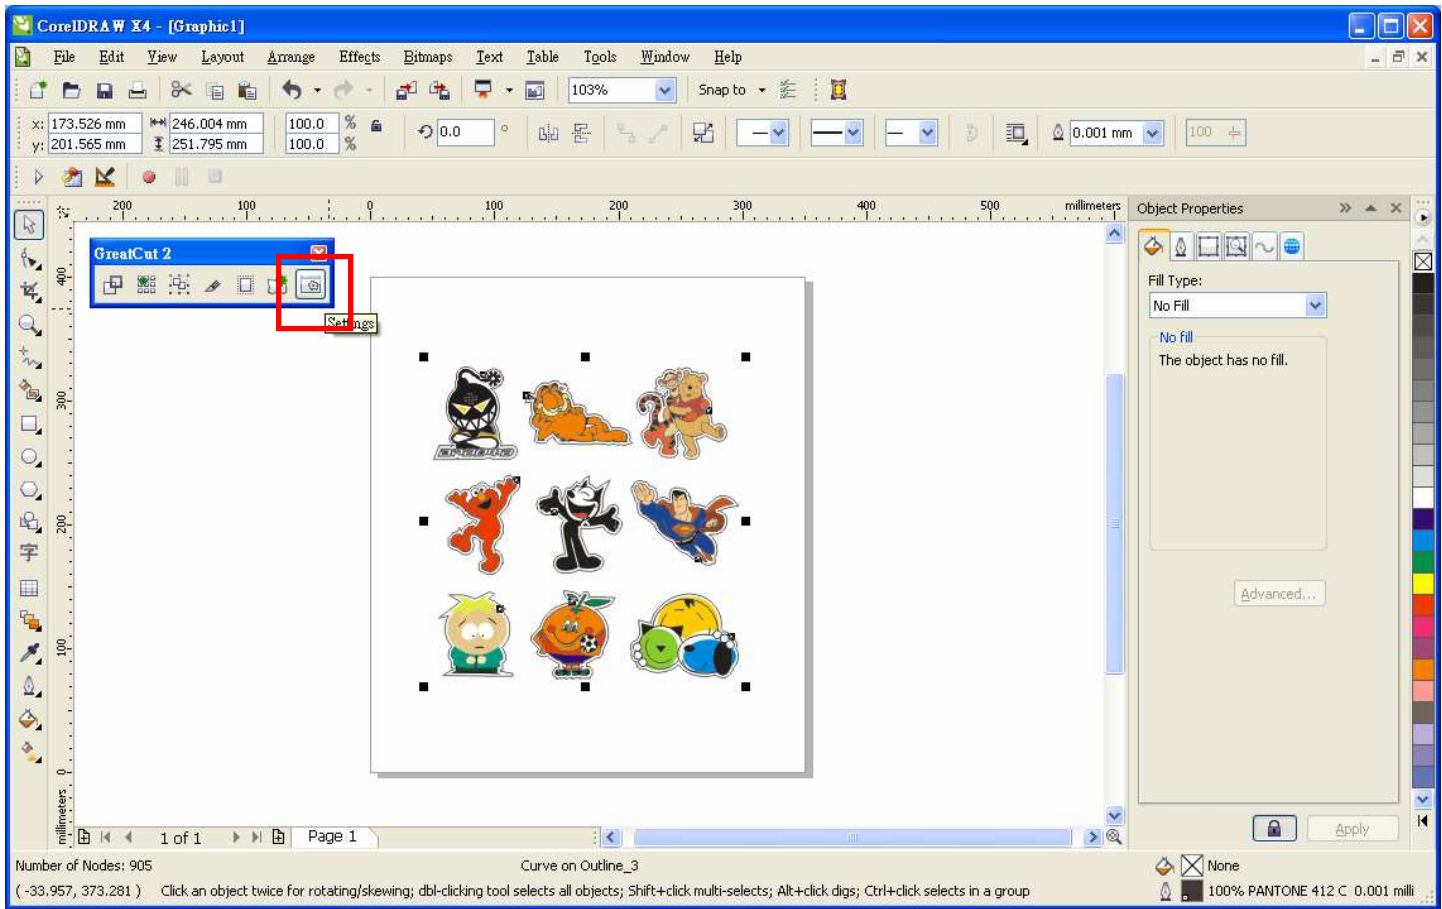 CorelDRAW X4 - [Graphic1]
File Edit View Layout Arrange Effects Bitmaps Text Table Tools Window Help
103% Snap to
x: 173.526 mm 246.004 mm 100.0 %
y: 201.565 mm 251.795 mm 100.0 %
0.0 °
0.001 mm 100
200 100 0 100 200 300 400 500 millimeters
Object Properties
GreatCut 2
Settings
Fill Type:
No Fill
No fill
The object has no fill.
Advanced...
Apply
400
300
200
100
0
millimeters
字
1 of 1 Page 1
Number of Nodes: 905 Curve on Outline_3 None
( -33.957, 373.281 ) Click an object twice for rotating/skewing; dbl-clicking tool selects all objects; Shift+click multi-selects; Alt+click digs; Ctrl+click selects in a group 100% PANTONE 412 C 0.001 milli